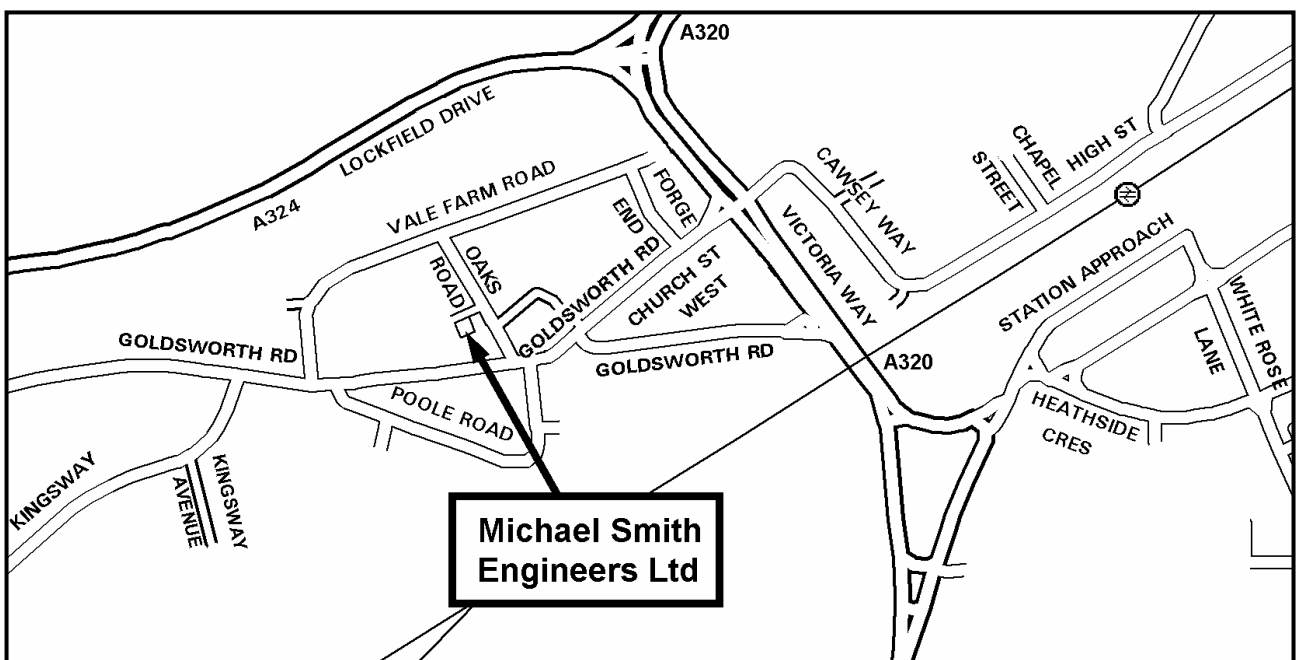 A320
LOCKFIELD DRIVE
A324
VALE FARM ROAD
FORGE
END
OAKS
ROAD
GOLDSWORTH RD
CHURCH ST
WEST
CAWSEY WAY
VICTORIA WAY
CHAPEL
STREET
HIGH ST
STATION APPROACH
WHITE ROSE
LANE
GOLDSWORTH RD
GOLDSWORTH RD
A320
POOLE ROAD
HEATHSIDE
CRES
KINGSWAY
KINGSWAY
AVENUE
Michael Smith
Engineers Ltd